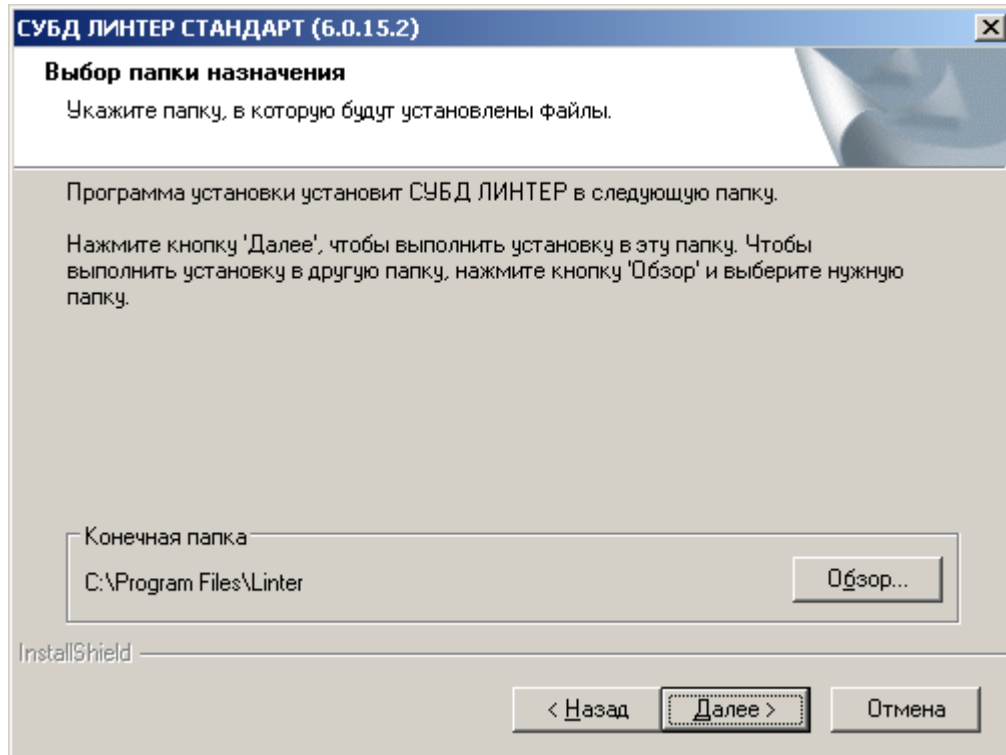 СУБД ЛИНТЕР СТАНДАРТ (6.0.15.2)
Выбор папки назначения
Укажите папку, в которую будут установлены файлы.
Программа установки установит СУБД ЛИНТЕР в следующую папку.
Нажмите кнопку 'Далее', чтобы выполнить установку в эту папку. Чтобы
выполнить установку в другую папку, нажмите кнопку 'Обзор' и выберите нужную
папку.
Конечная папка
C:\Program Files\Linter
Обзор...
InstallShield
< Назад
Далее >
Отмена